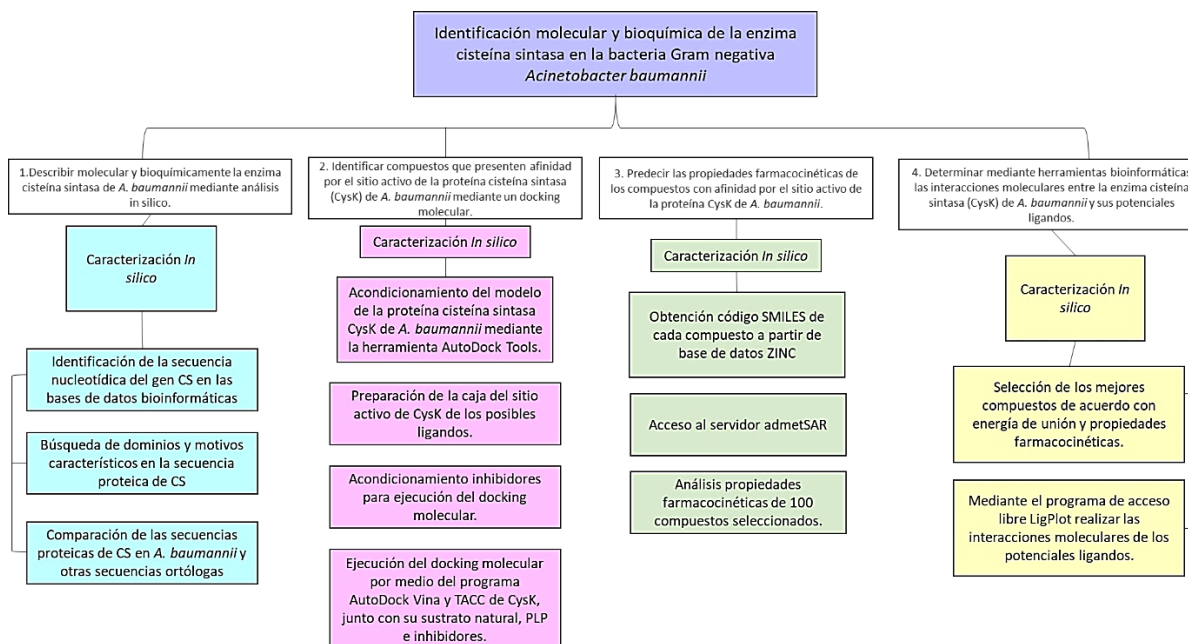 Identificación molecular y bioquímica de la enzima
cisteína sintasa en la bacteria Gram negativa
Acinetobacter baumannii
1.Describir molecular y bioquímicamente la enzima
cisteína sintasa de A. baumannii mediante análisis
in silico.
Caracterización In
silico
Identificación de la secuencia
nucleotídica del gen CS en las
bases de datos bioinformáticas
Búsqueda de dominios y motivos
característicos en la secuencia
proteica de CS
Comparación de las secuencias
proteicas de CS en A. baumannii y
otras secuencias ortólogas
2. Identificar compuestos que presenten afinidad
por el sitio activo de la proteína cisteína sintasa
(CysK) de A. baumannii mediante un docking
molecular.
Caracterización In silico
Acondicionamiento del modelo
de la proteína cisteína sintasa
CysK de A. baumannii mediante
la herramienta AutoDock Tools.
Preparación de la caja del sitio
activo de CysK de los posibles
ligandos.
Acondicionamiento inhibidores
para ejecución del docking
molecular.
Ejecución del docking molecular
por medio del programa
AutoDock Vina y TACC de CysK,
junto con su sustrato natural, PLP
e inhibidores.
3. Predecir las propiedades farmacocinéticas de
los compuestos con afinidad por el sitio activo de
la proteína CysK de A. baumannii.
Caracterización In silico
Obtención código SMILES de
cada compuesto a partir de
base de datos ZINC
Acceso al servidor admetSAR
Análisis propiedades
farmacocinéticas de 100
compuestos seleccionados.
4. Determinar mediante herramientas bioinformáticas
las interacciones moleculares entre la enzima cisteína
sintasa (CysK) de A. baumannii y sus potenciales
ligandos.
Caracterización In
silico
Selección de los mejores
compuestos de acuerdo con
energía de unión y propiedades
farmacocinéticas.
Mediante el programa de acceso
libre LigPlot realizar las
interacciones moleculares de los
potenciales ligandos.